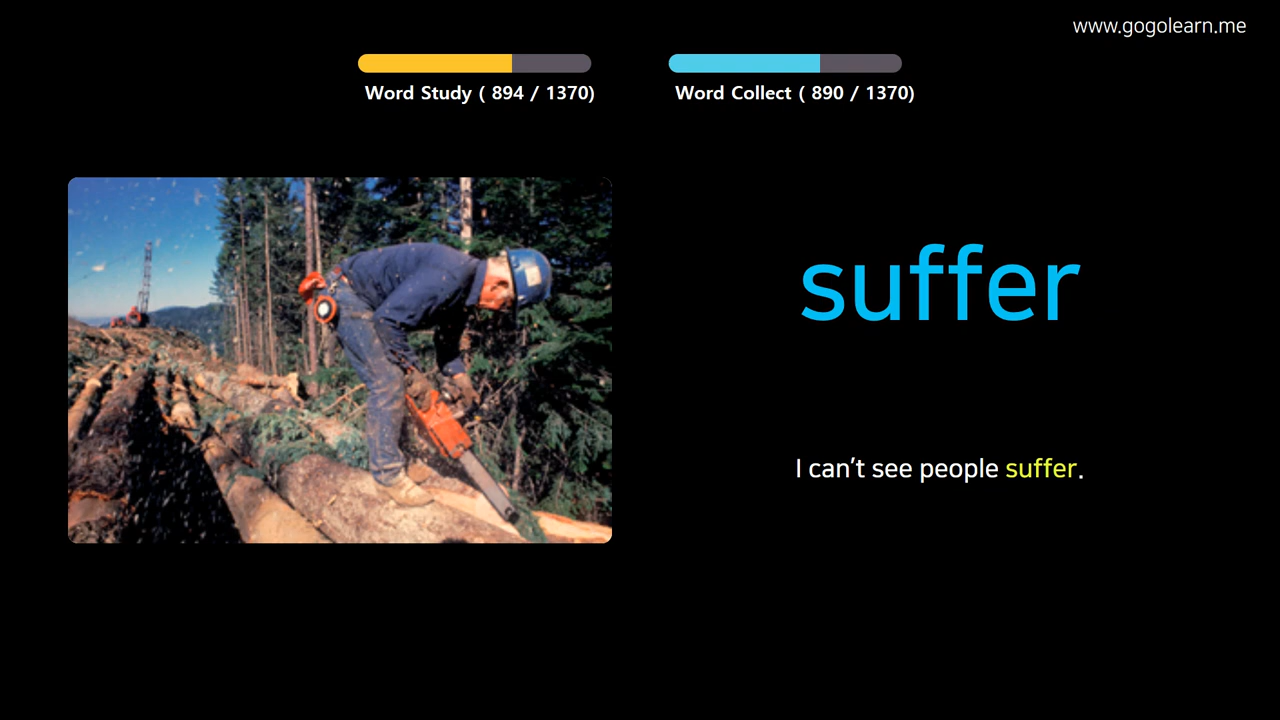 www.gogolearn.me
Word Study ( 894 / 1370)
Word Collect ( 890 / 1370)
suffer
I can't see people suffer.